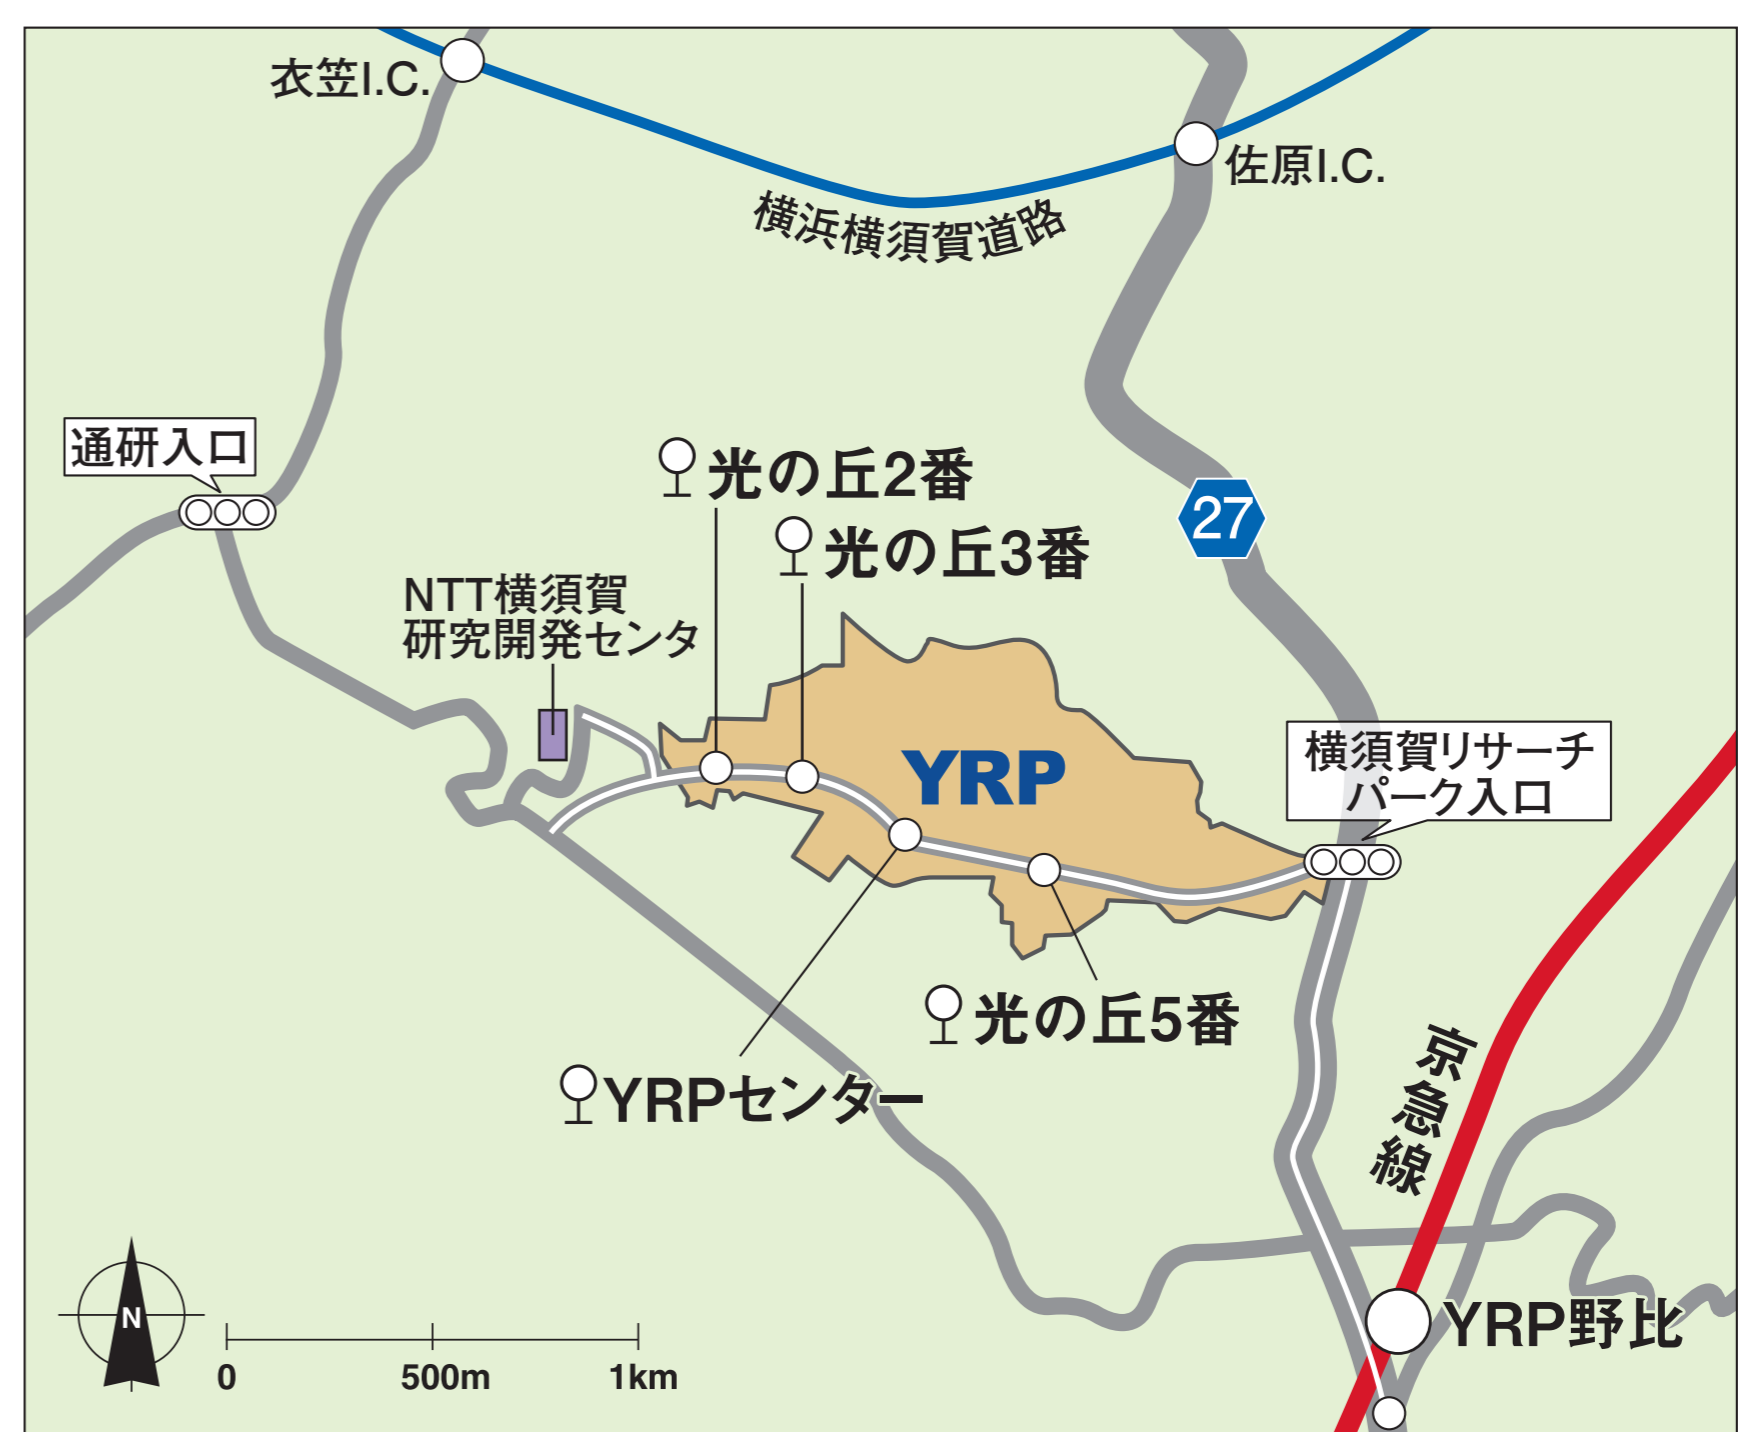 衣笠I.C.
佐原I.C.
横浜横須賀道路
通研入口
光の丘2番
27
光の丘3番
NTT横須賀
研究開発センタ
YRP
横須賀リサーチ
パーク入口
光の丘5番
京急線
YRPセンター
N
YRP野比
0 500m 1km